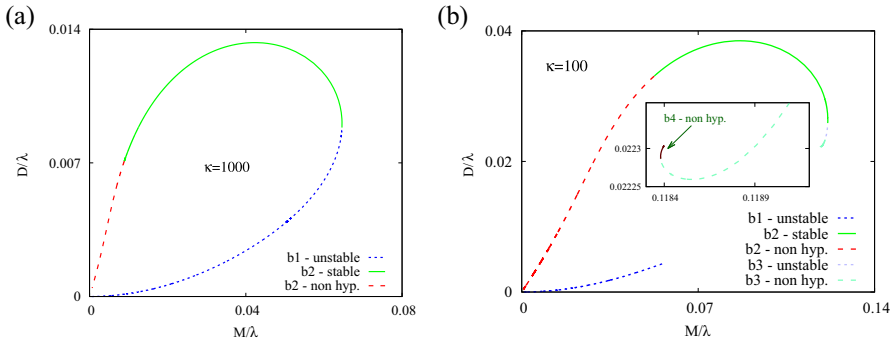 (a)
0.014
0.007
0
D/λ
κ=1000
b1 - unstable
b2 - stable
b2 - non hyp.
0
0.04
0.08
M/λ
(b)
0.04
0.02
0
D/λ
κ=100
b4 - non hyp.
0.0223
0.02225
0.1184
0.1189
b1 - unstable
b2 - stable
b2 - non hyp.
b3 - unstable
b3 - non hyp.
0
0.07
0.14
M/λ